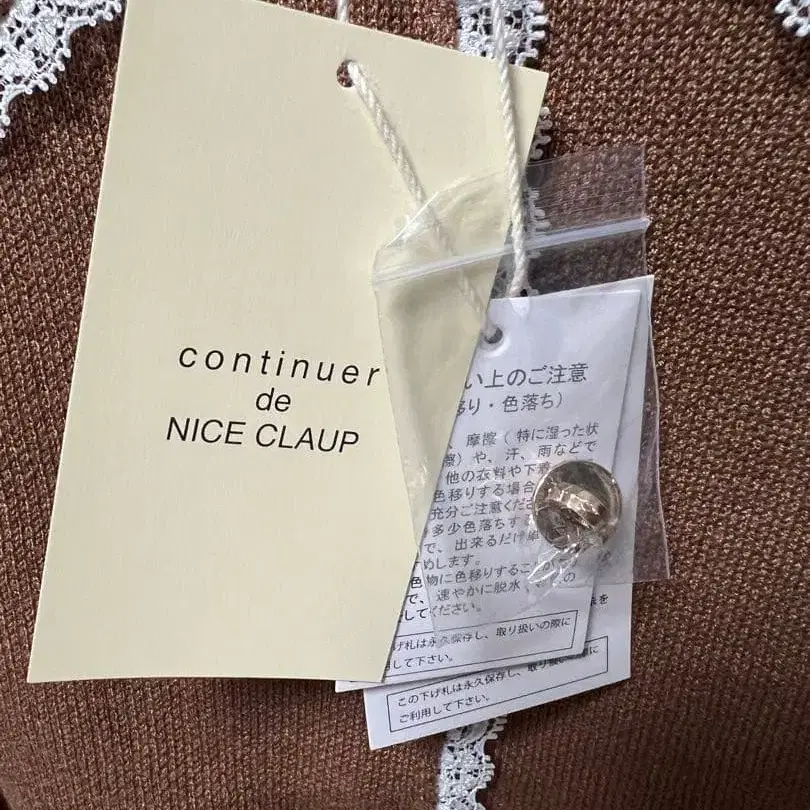 continuer
de
NICE CLAUP
い上のご注意
移り・色落ち）
、摩擦（特に湿った状
擦）や、汗、雨などで
他の衣料や下着
色移りする場合
充分ご注意くださ
多少色落ちす
で、出来るだけ単
めします。
色物に色移りするこ
で、速やかに脱水
してください。
げ札は永久保存し、取り扱いの際に
して下さい。
を
この下げ札は永久保存し、取り扱いの際に
ご利用して下さい。